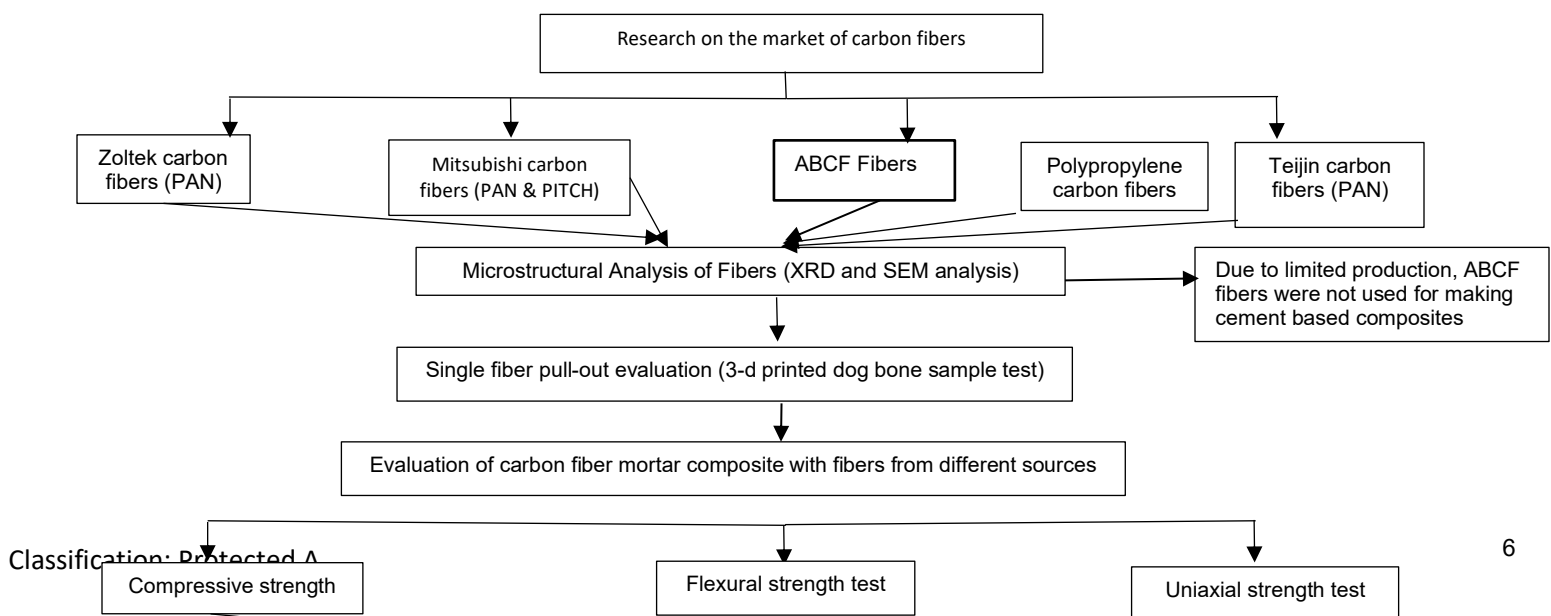 Research on the market of carbon fibers
Zoltek carbon
fibers (PAN)
Mitsubishi carbon
fibers (PAN & PITCH)
ABCF Fibers
Polypropylene
carbon fibers
Teijin carbon
fibers (PAN)
Microstructural Analysis of Fibers (XRD and SEM analysis)
Due to limited production, ABCF
fibers were not used for making
cement based composites
Single fiber pull-out evaluation (3-d printed dog bone sample test)
Evaluation of carbon fiber mortar composite with fibers from different sources
Classification: Protected A
6
Compressive strength
Flexural strength test
Uniaxial strength test